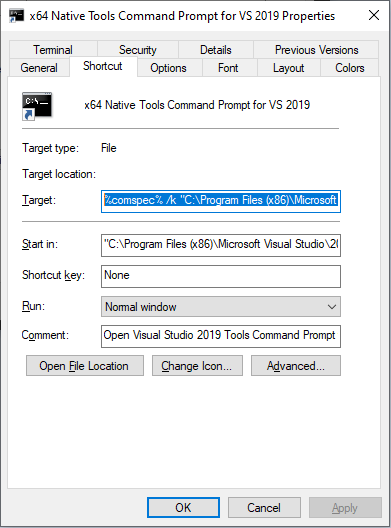 x64 Native Tools Command Prompt for VS 2019 Properties
Terminal Security Details Previous Versions
General Shortcut Options Font Layout Colors
C:\
x64 Native Tools Command Prompt for VS 2019
Target type: File
Target location:
Target: %comspec% /k "C:\Program Files (x86)\Microsoft
Start in: "C:\Program Files (x86)\Microsoft Visual Studio\20
Shortcut key: None
Run: Normal window
Comment: Open Visual Studio 2019 Tools Command Prompt
Open File Location Change Icon... Advanced...
OK Cancel Apply